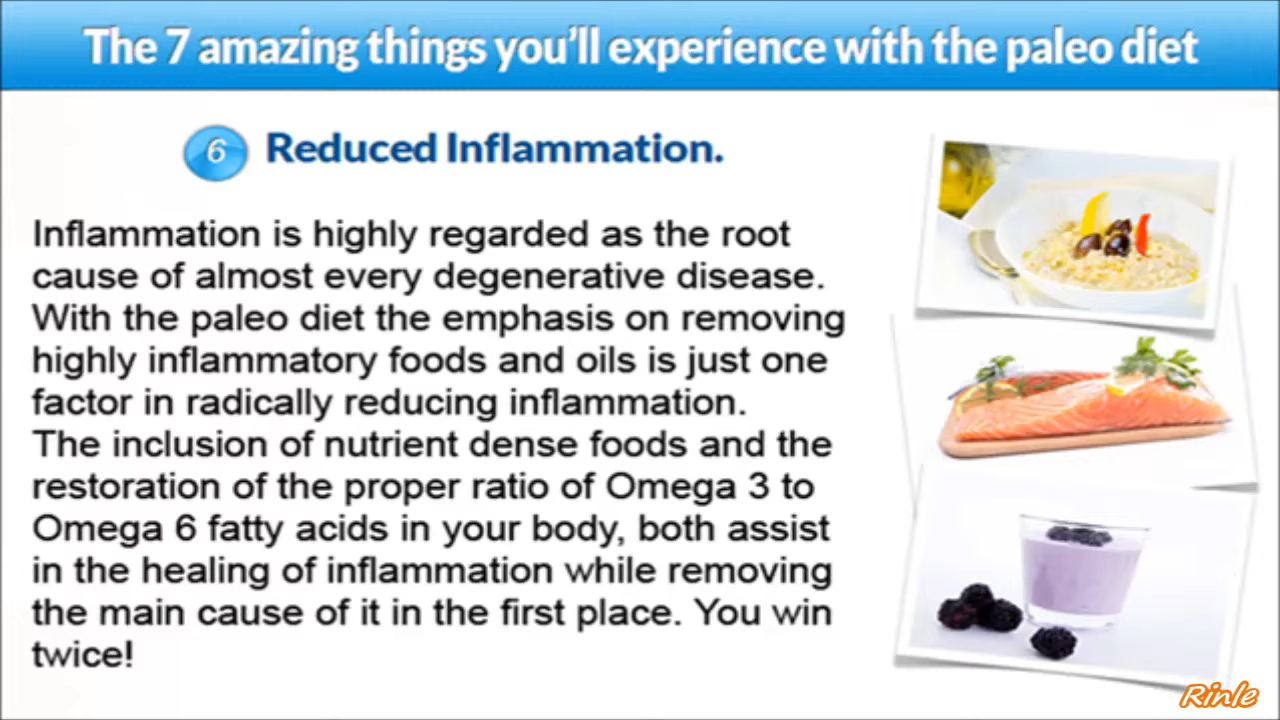 The 7 amazing things you'll experience with the paleo diet
6 Reduced Inflammation.
Inflammation is highly regarded as the root
cause of almost every degenerative disease.
With the paleo diet the emphasis on removing
highly inflammatory foods and oils is just one
factor in radically reducing inflammation.
The inclusion of nutrient dense foods and the
restoration of the proper ratio of Omega 3 to
Omega 6 fatty acids in your body, both assist
in the healing of inflammation while removing
the main cause of it in the first place. You win
twice!
Rinle